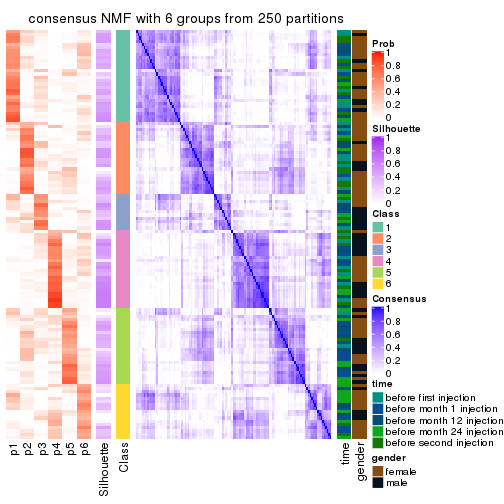 consensus NMF with 6 groups from 250 partitions
p1
p2
p3
p4
p5
p6
Silhouette
Class
time
gender
Prob
1
0.8
0.6
0.4
0.2
0
Silhouette
1
0.8
0.6
0.4
0.2
0
Class
1
2
3
4
5
6
Consensus
1
0.8
0.6
0.4
0.2
0
time
before first injection
before month 1 injection
before month 12 injection
before month 24 injection
before second injection
gender
female
male